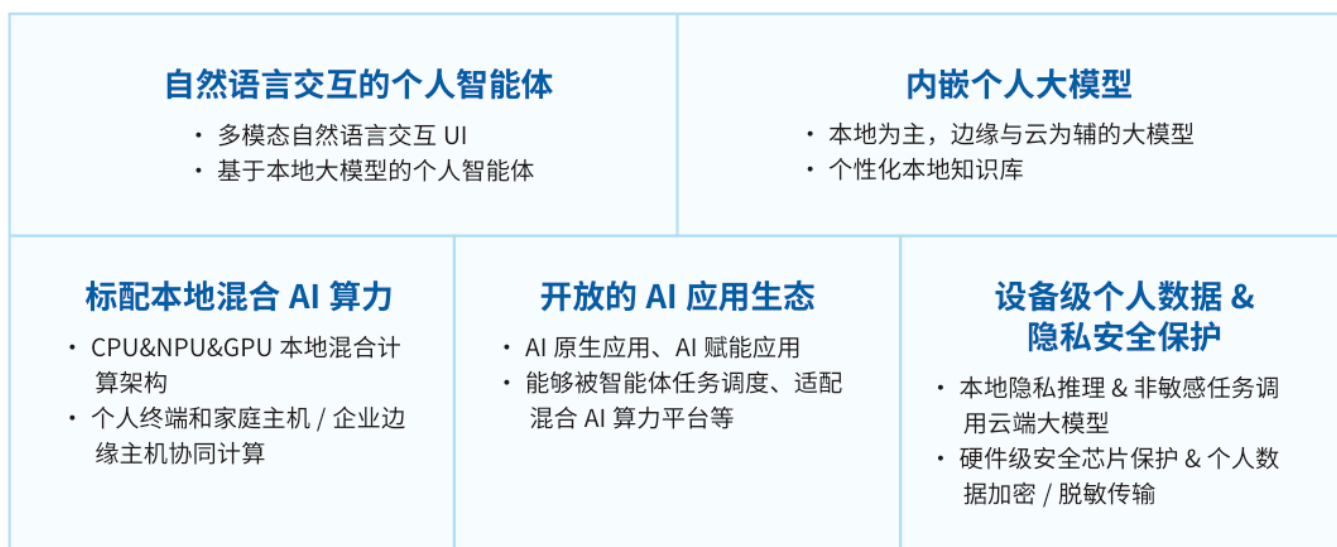 自然语言交互的个人智能体
· 多模态自然语言交互 UI
· 基于本地大模型的个人智能体
内嵌个人大模型
· 本地为主，边缘与云为辅的大模型
· 个性化本地知识库
标配本地混合 AI 算力
· CPU&NPU&GPU 本地混合计
算架构
· 个人终端和家庭主机 / 企业边
缘主机协同计算
开放的 AI 应用生态
· AI 原生应用、AI 赋能应用
· 能够被智能体任务调度、适配
混合 AI 算力平台等
设备级个人数据 &
隐私安全保护
· 本地隐私推理 & 非敏感任务调
用云端大模型
· 硬件级安全芯片保护 & 个人数
据加密 / 脱敏传输